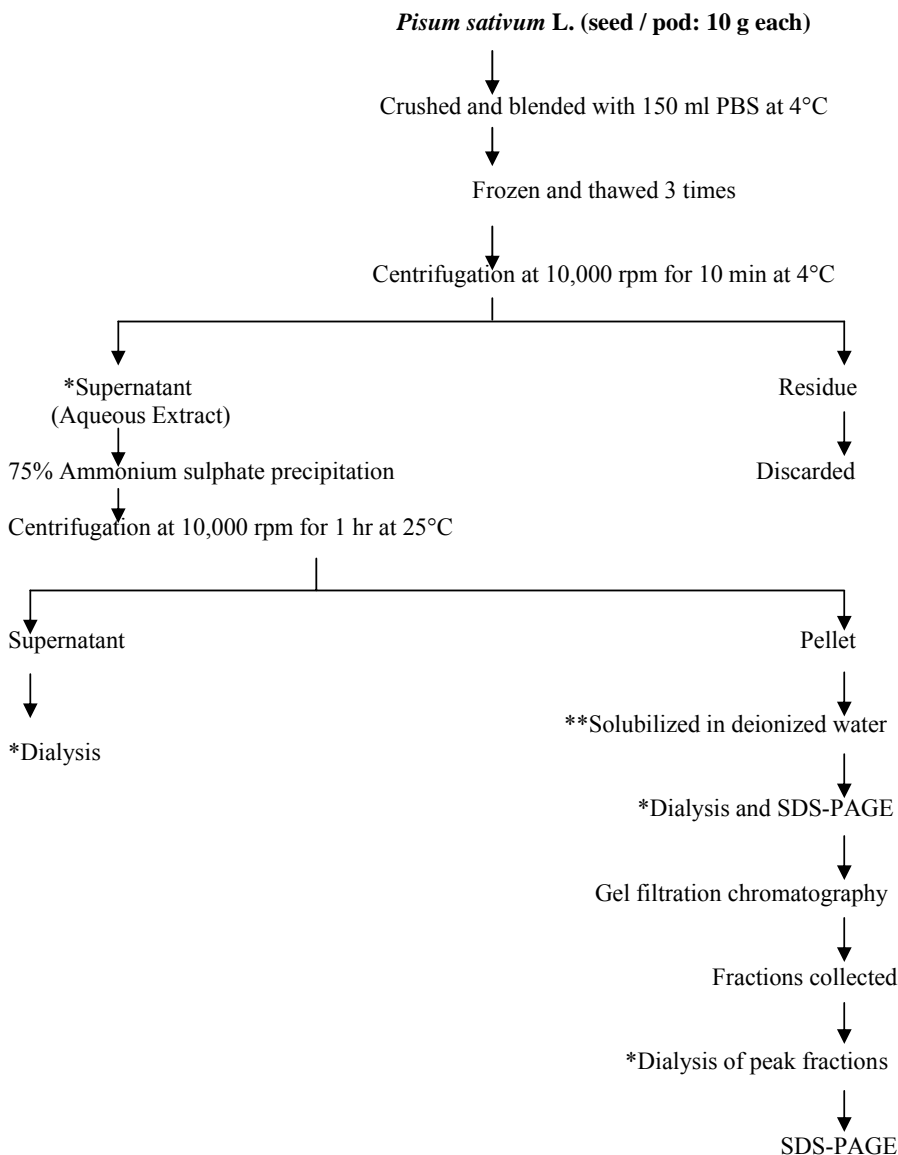 Pisum sativum L. (seed / pod: 10 g each)
Crushed and blended with 150 ml PBS at 4°C
Frozen and thawed 3 times
Centrifugation at 10,000 rpm for 10 min at 4°C
*Supernatant
(Aqueous Extract)
Residue
75% Ammonium sulphate precipitation
Discarded
Centrifugation at 10,000 rpm for 1 hr at 25°C
Supernatant
Pellet
*Dialysis
**Solubilized in deionized water
*Dialysis and SDS-PAGE
Gel filtration chromatography
Fractions collected
*Dialysis of peak fractions
SDS-PAGE